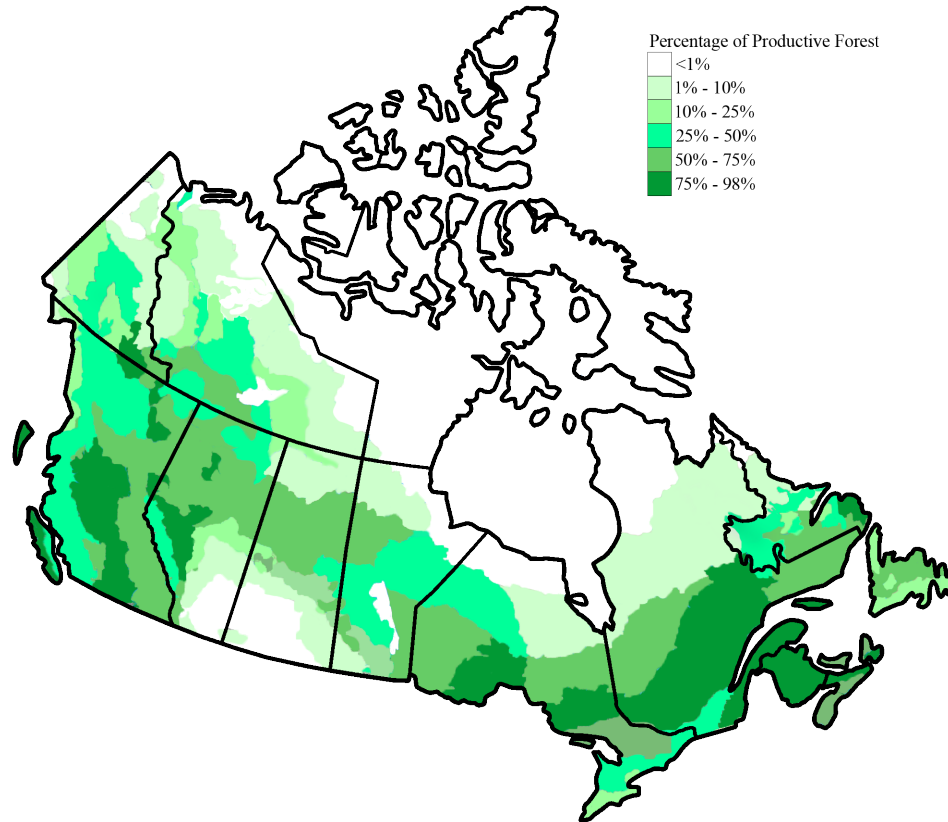 Percentage of Productive Forest
<1%
1% - 10%
10% - 25%
25% - 50%
50% - 75%
75% - 98%